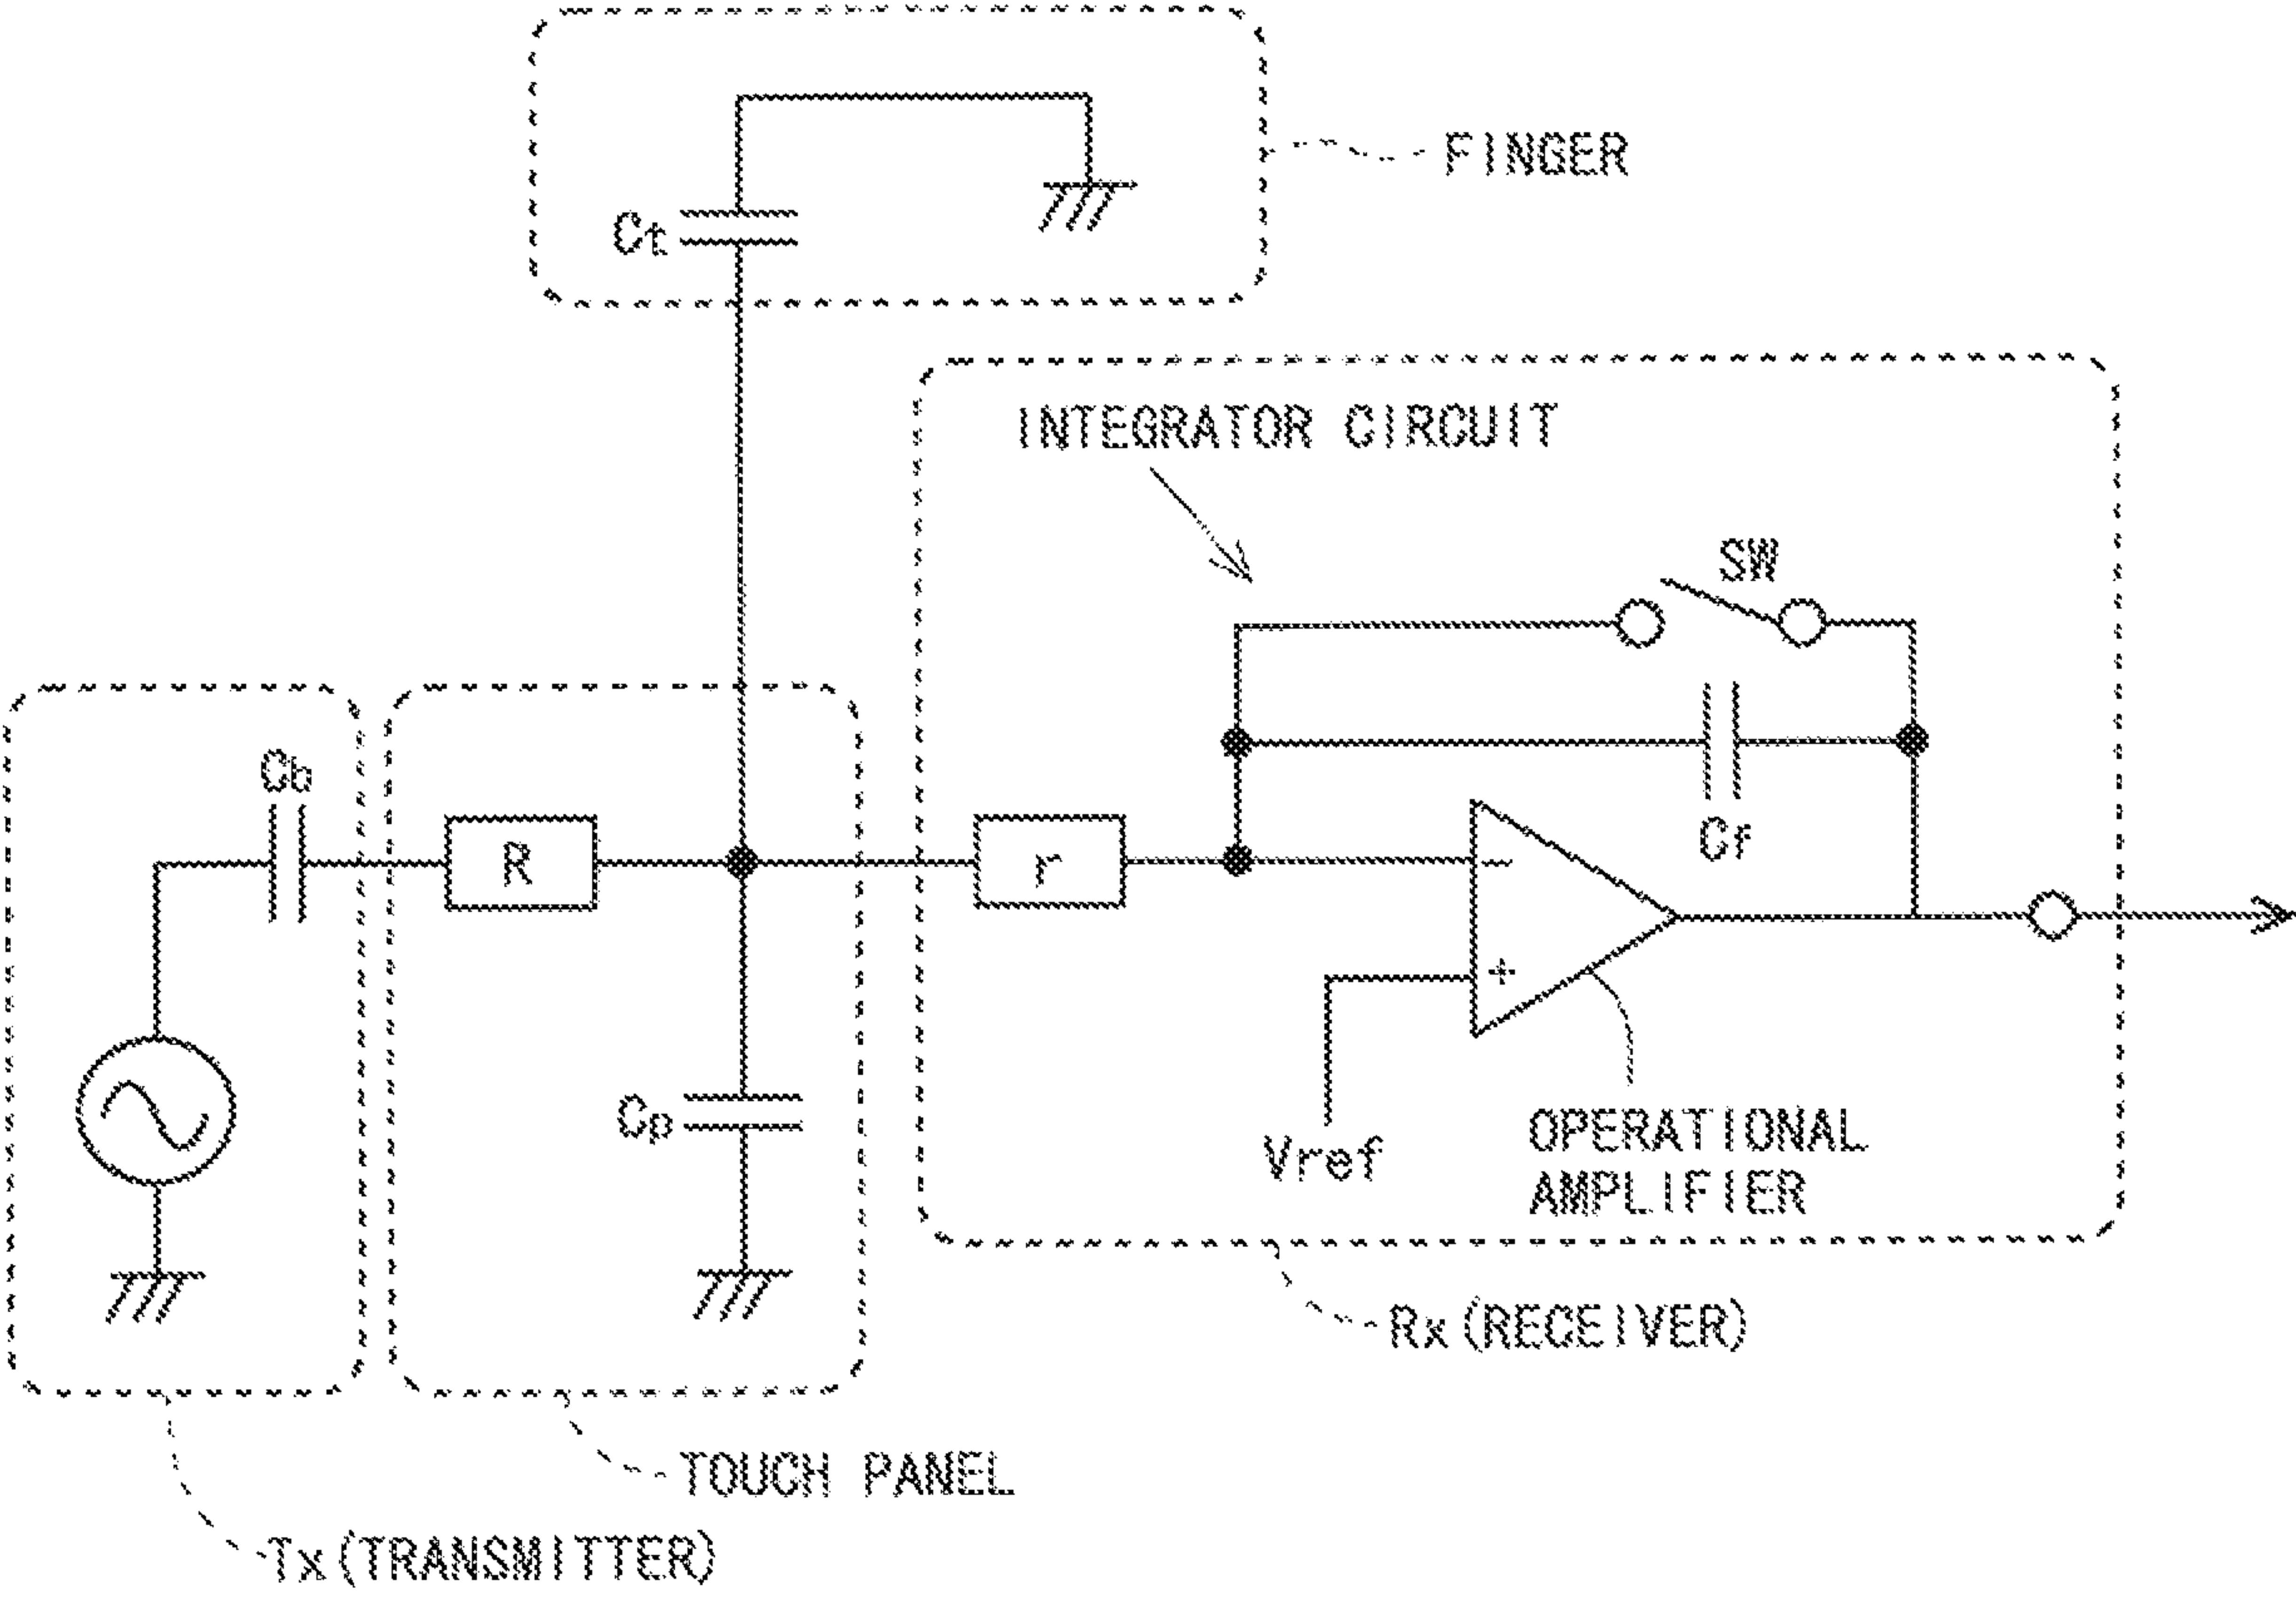 FINGER
Ct
INTEGRATOR CIRCUIT
SW
Cb
Cf
R
r
-
+
Cp
Vref
OPERATIONAL
AMPLIFIER
Rx(RECEIVER)
TOUCH PANEL
Tx(TRANSMITTER)